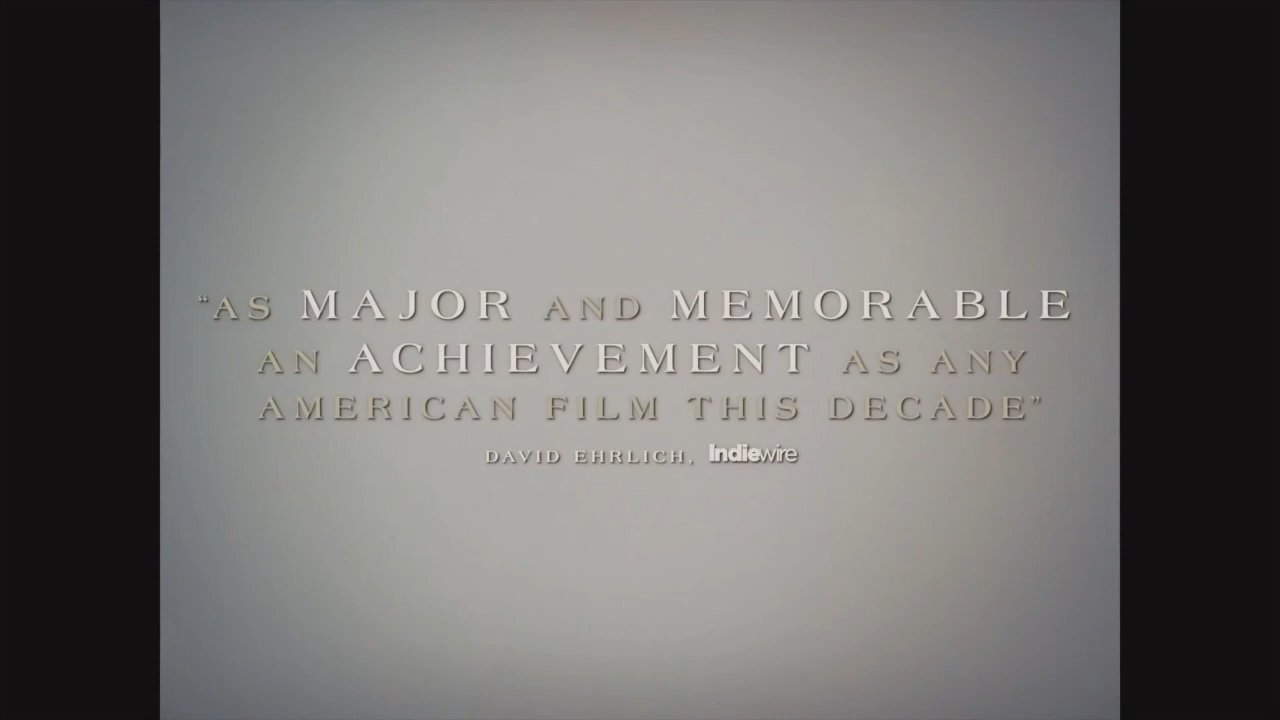 “AS MAJOR AND MEMORABLE
AN ACHIEVEMENT AS ANY
AMERICAN FILM THIS DECADE”
DAVID EHRLICH, Indiewire